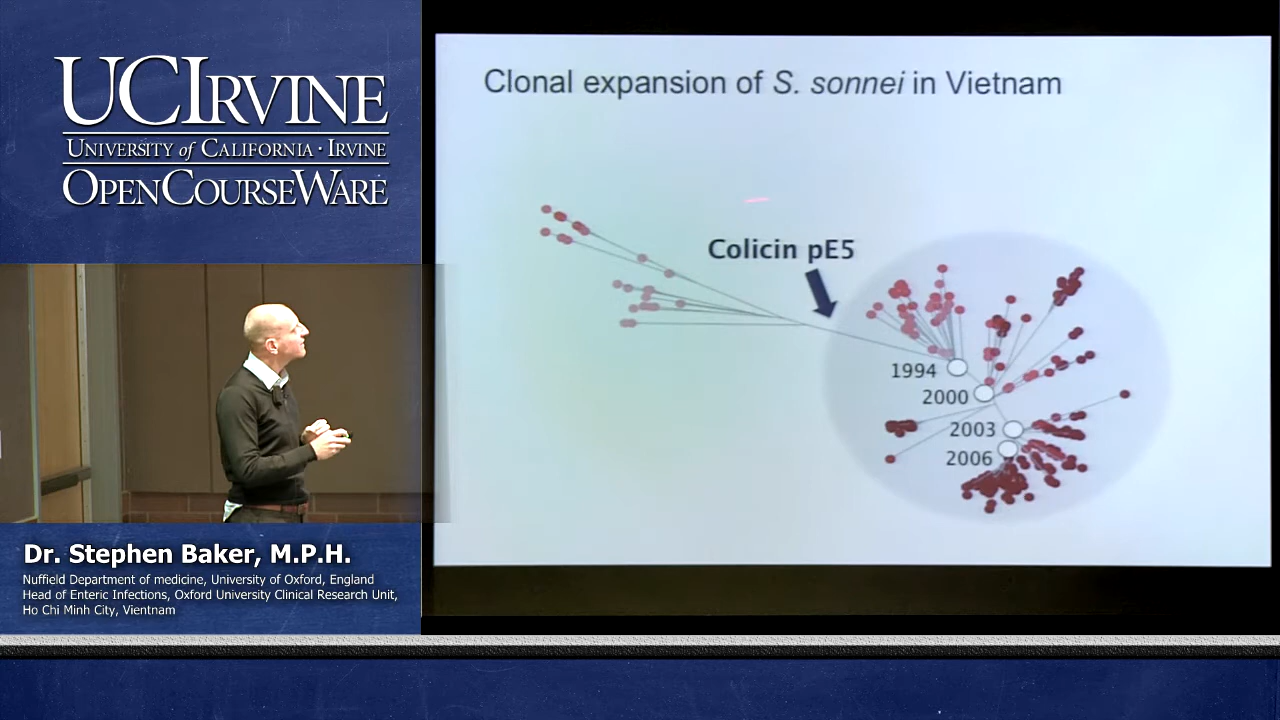 UCIRVINE
UNIVERSITY of CALIFORNIA · IRVINE
OPENCOURSEWARE
Dr. Stephen Baker, M.P.H.
Nuffield Department of medicine, University of Oxford, England
Head of Enteric Infections, Oxford University Clinical Research Unit,
Ho Chi Minh City, Vientnam
Clonal expansion of S. sonnei in Vietnam
Colicin pE5
1994
2000
2003
2006